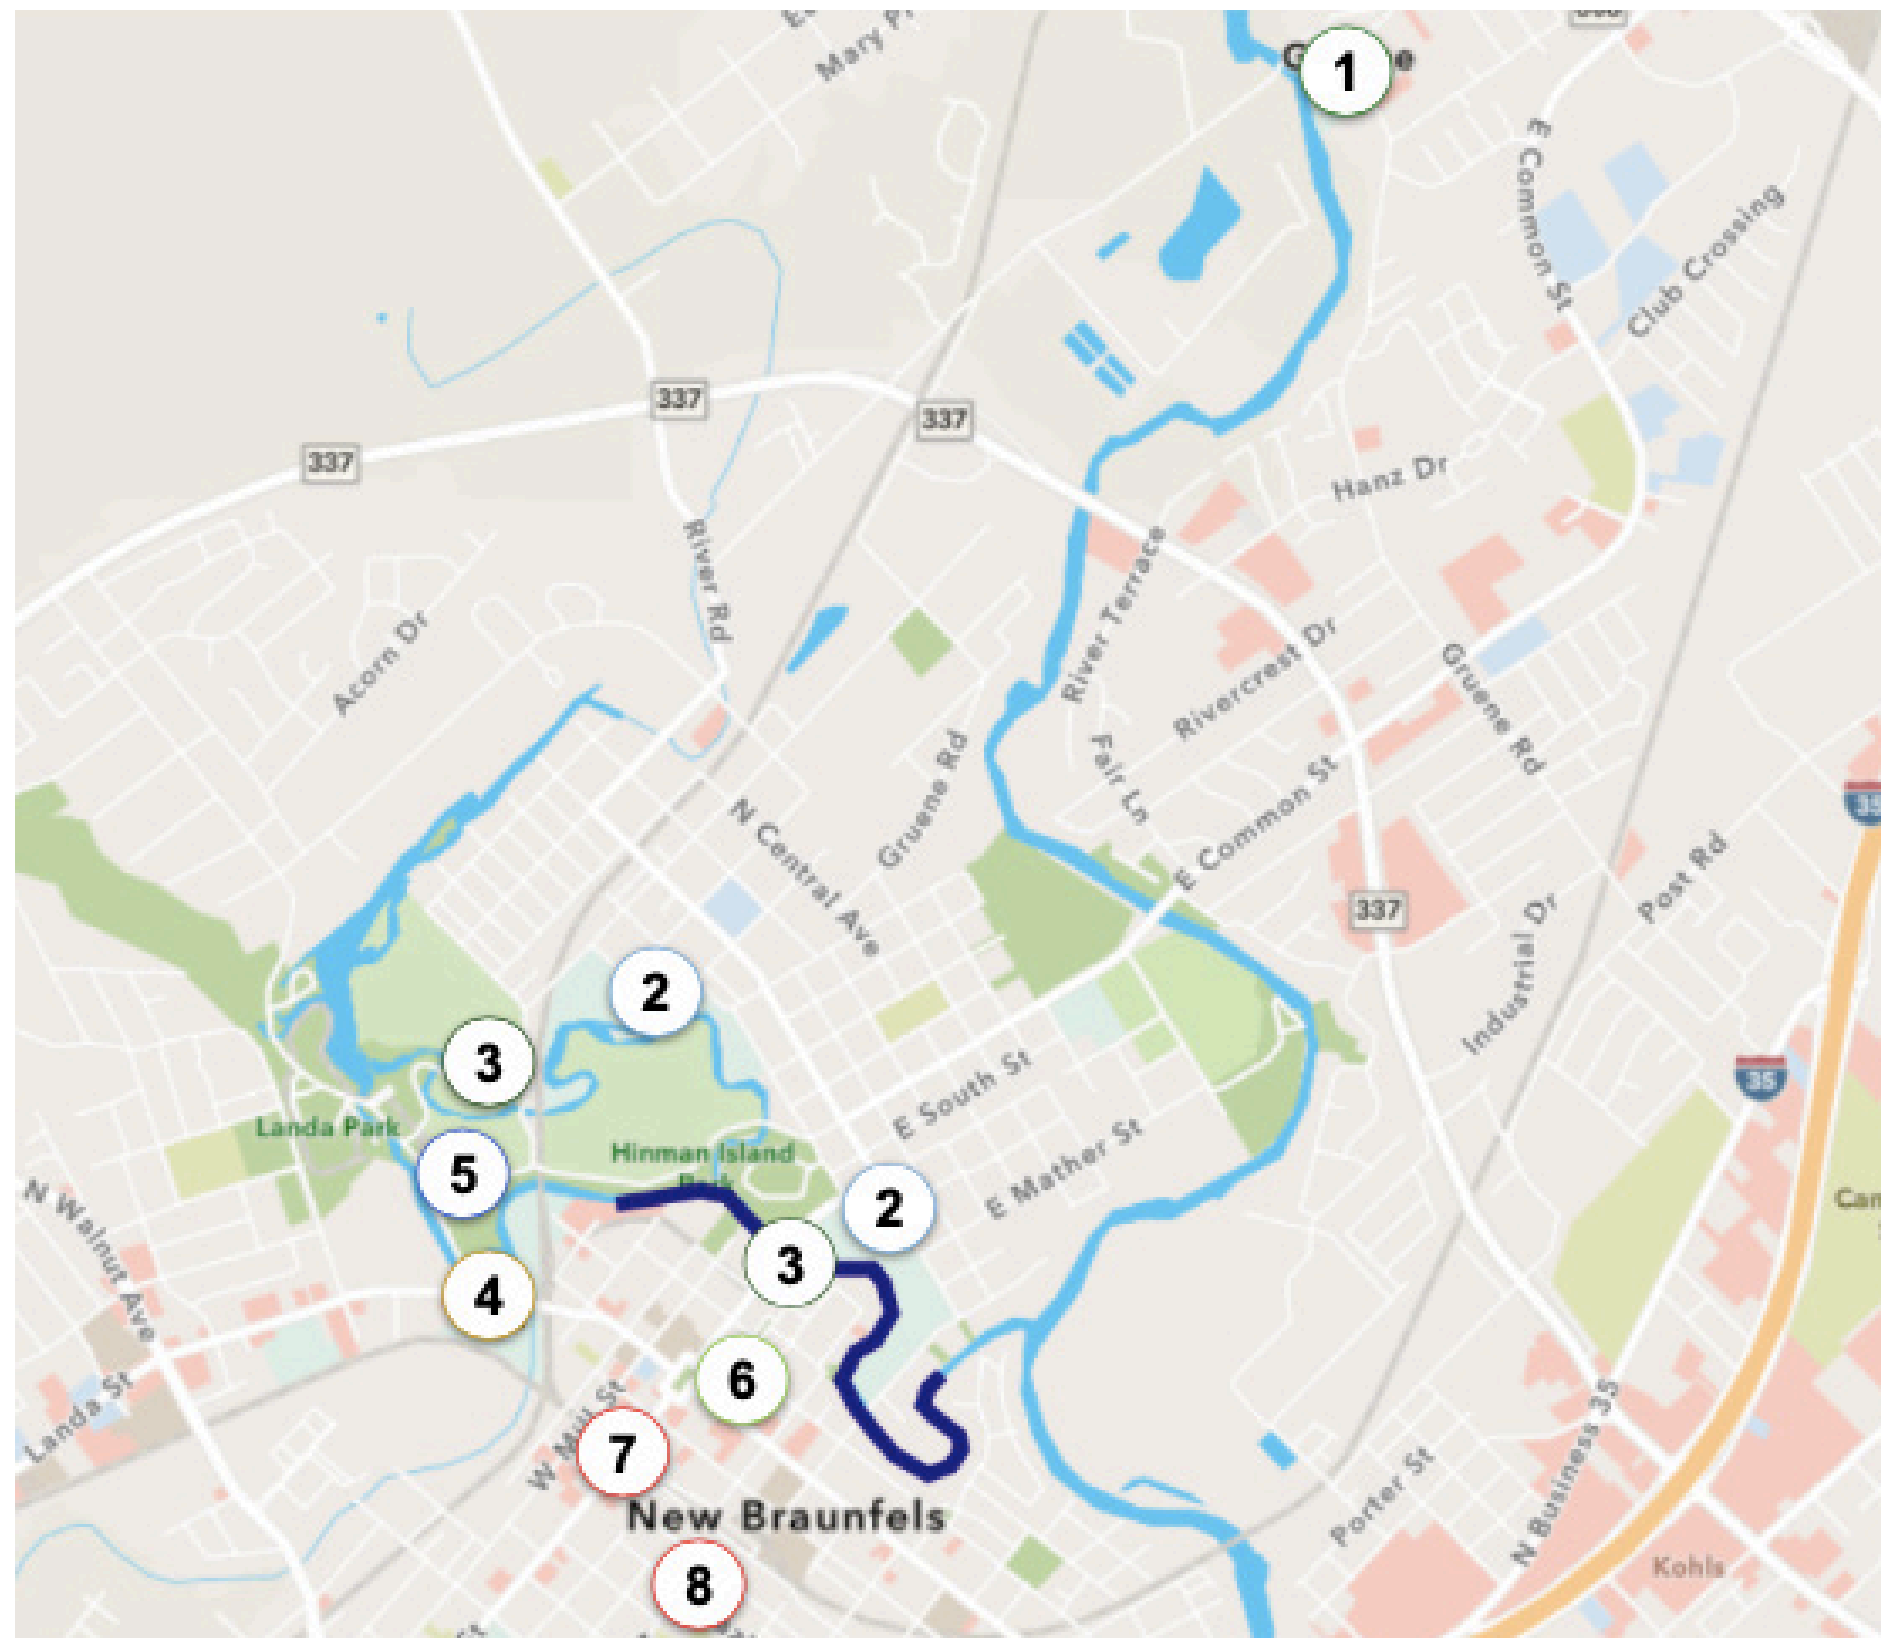 Mary
1
E Common St
Club Crossing
337
337
337
Hanz Dr
River Rd
River Terrace
Acorn Dr
Rivercrest Dr
Gruene Rd
Gruene Rd
Fair Ln
N Central Ave
E Common St
35
Post Rd
337
Industrial Dr
2
3
E South St
35
Landa Park
Hinman Island
Park
5
E Mather St
2
N Walnut Ave
3
4
6
Landa St
W Mill St
7
New Braunfels
N Business 35
Porter St
Kohls
8